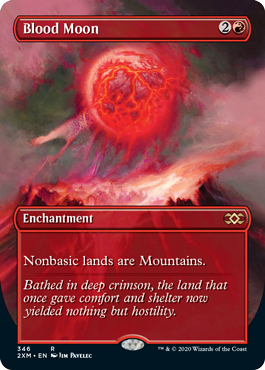 Blood Moon 2
Enchantment
Nonbasic lands are Mountains.
Bathed in deep crimson, the land that
once gave comfort and shelter now
yielded nothing but hostility.
346 R
2XM • EN Jim Pavelec
™ & © 2020 Wizards of the Coast